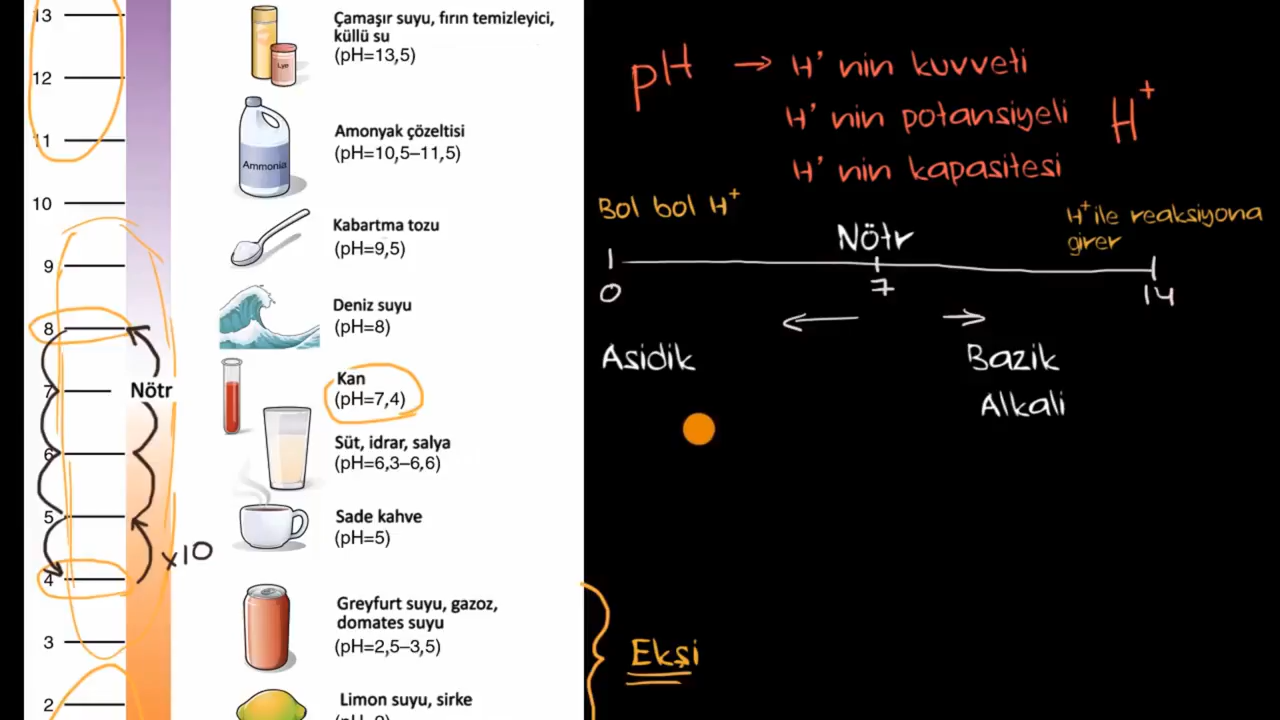 13
Çamaşır suyu, fırın temizleyici,
küllü su
(pH=13,5)
Lye
12
11
Amonyak çözeltisi
(pH=10,5–11,5)
Ammonia
10
Kabartma tozu
(pH=9,5)
9
Deniz suyu
(pH=8)
8
Kan
(pH=7,4)
7
Nötr
Süt, idrar, salya
(pH=6,3–6,6)
6
Sade kahve
(pH=5)
5
x10
4
Greyfurt suyu, gazoz,
domates suyu
(pH=2,5–3,5)
3
Limon suyu, sirke
2
pH → H' nin kuvveti
H' nin potansiyeli
H+
H' nin kapasitesi
Bol bol H+
H+ ile reaksiyona
girer
Nötr
0
7
14
Asidik
Bazik
Alkali
Ekşi